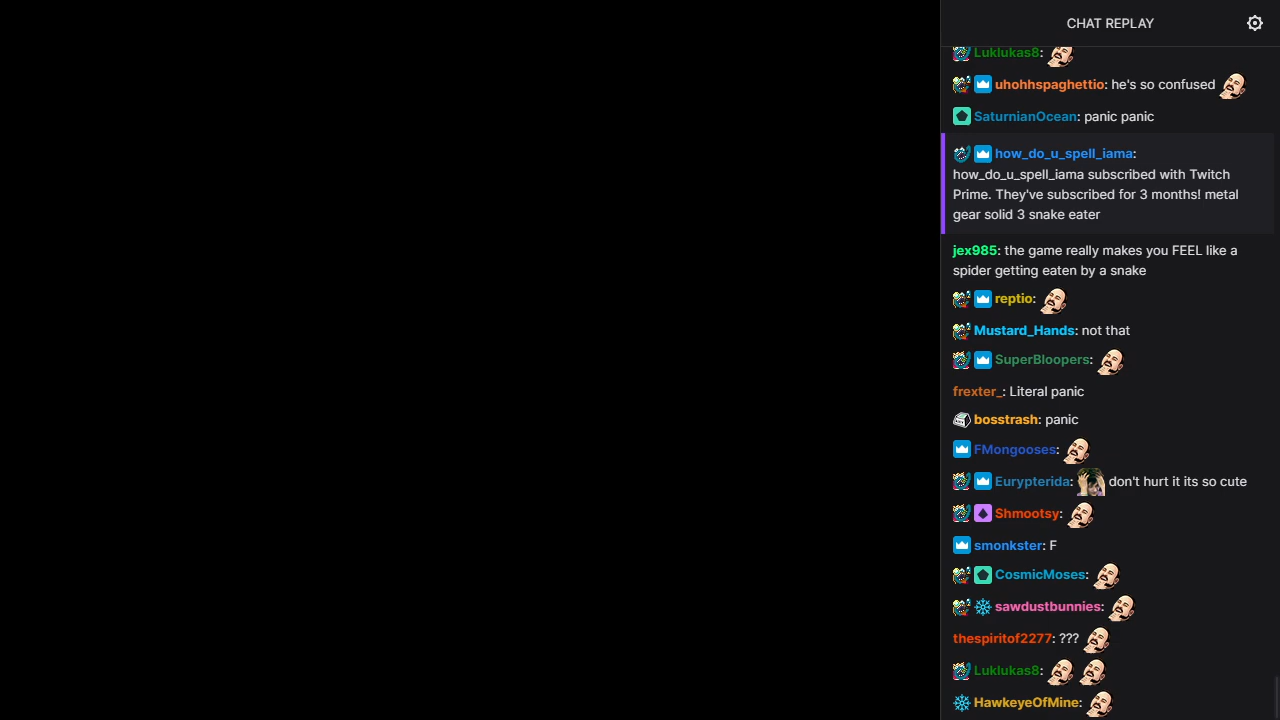 CHAT REPLAY
Luklukas8:
uhohhspaghettio: he's so confused
SaturnianOcean: panic panic
how_do_u_spell_iama:
how_do_u_spell_iama subscribed with Twitch
Prime. They've subscribed for 3 months! metal
gear solid 3 snake eater
jex985: the game really makes you FEEL like a
spider getting eaten by a snake
reptio:
Mustard_Hands: not that
SuperBloopers:
frexter_: Literal panic
bosstrash: panic
FMongooses:
Eurypterida: don't hurt it its so cute
Shmootsy:
smonkster: F
CosmicMoses:
sawdustbunnies:
thespiritof2277: ???
Luklukas8:
HawkeyeOfMine: